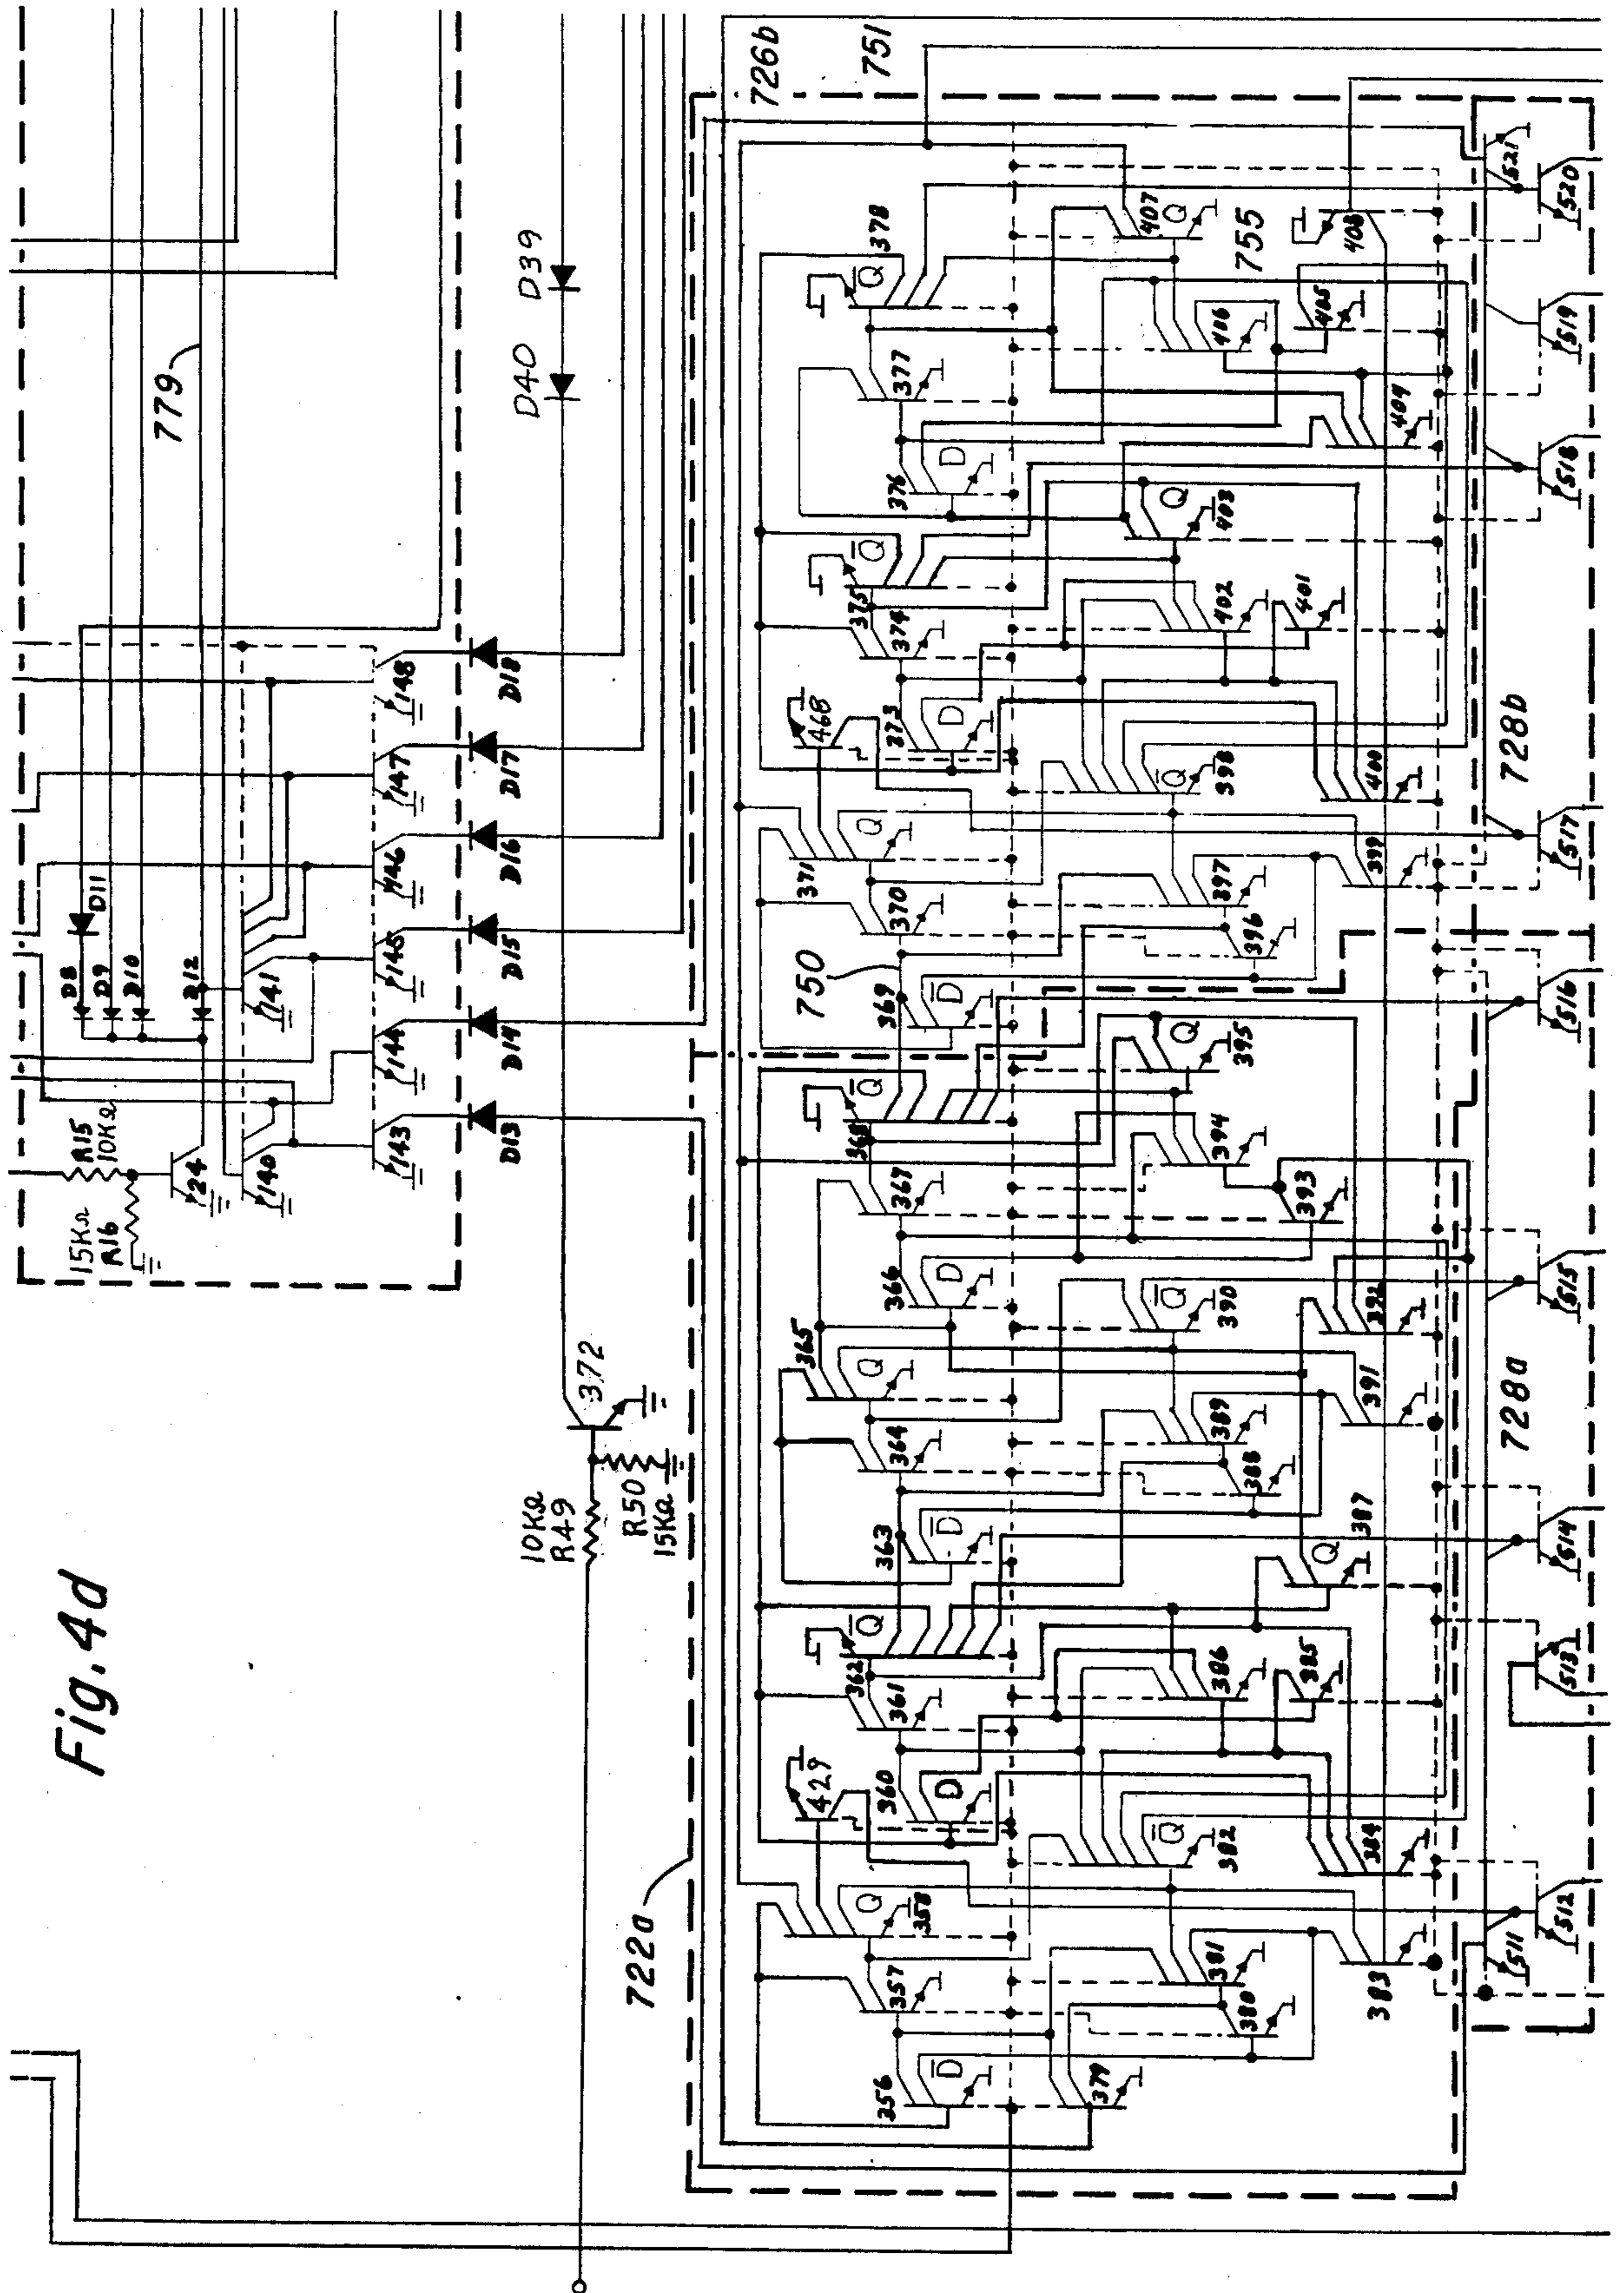 Fig. 4d
R15
10KΩ
15KΩ
R16
24
140
141
143
144
145
146
147
148
D8
D9
D10
D11
D12
D13
D14
D15
D16
D17
D18
779
D40
D39
372
10KΩ
R49
R50
15KΩ
722a
726b
751
750
755
728a
728b
356
D̅
357
358
Q
429
360
D
361
362
Q̅
363
D̅
364
365
Q
366
D
367
368
Q̅
369
D̅
370
371
Q
468
373
D
374
375
Q̅
376
D
377
378
Q̅
379
380
381
382
Q̅
383
384
385
386
387
Q
388
389
390
Q̅
391
392
393
394
395
Q
396
397
398
Q̅
399
400
401
402
403
Q
404
405
406
407
Q
408
511
512
513
514
515
516
517
518
519
520
521